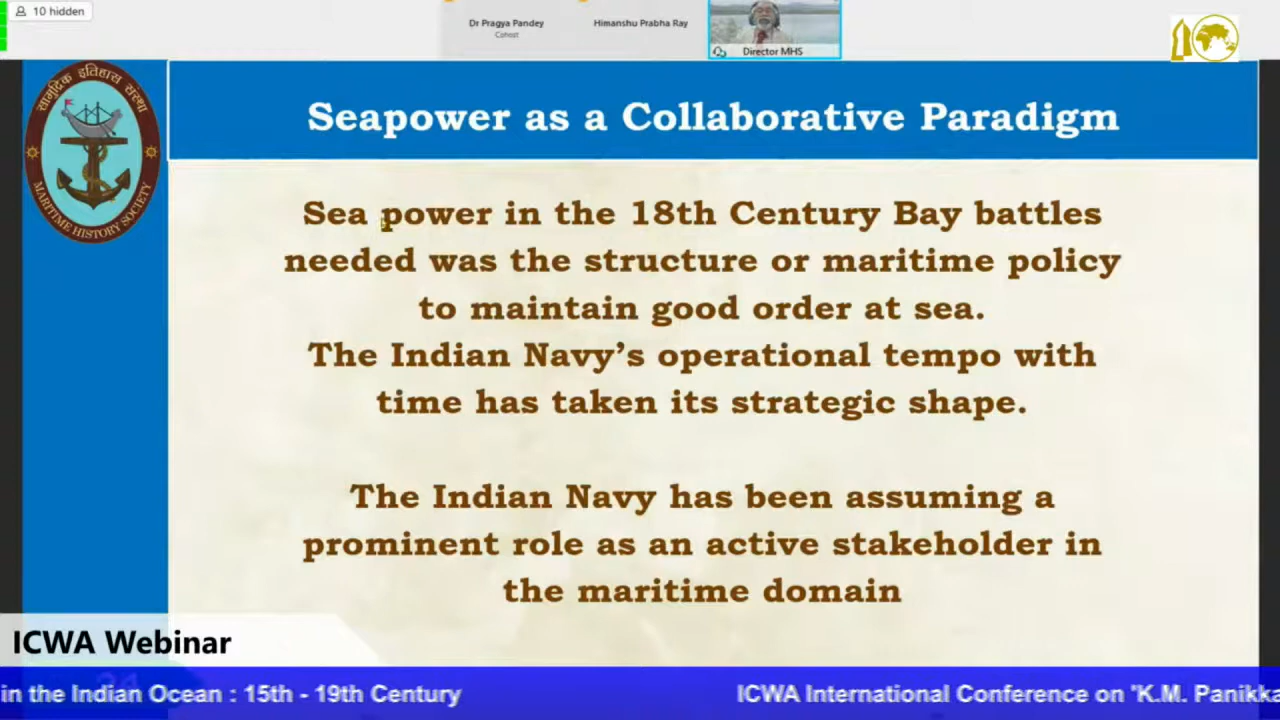 10 hidden
Dr Pragya Pandey
Cohost
Himanshu Prabha Ray
Director MHS
सामुद्रिक इतिहास संस्था
MARITIME HISTORY SOCIETY
Seapower as a Collaborative Paradigm
Sea power in the 18th Century Bay battles
needed was the structure or maritime policy
to maintain good order at sea.
The Indian Navy's operational tempo with
time has taken its strategic shape.
The Indian Navy has been assuming a
prominent role as an active stakeholder in
the maritime domain
ICWA Webinar
in the Indian Ocean : 15th - 19th Century
ICWA International Conference on 'K.M. Panikka